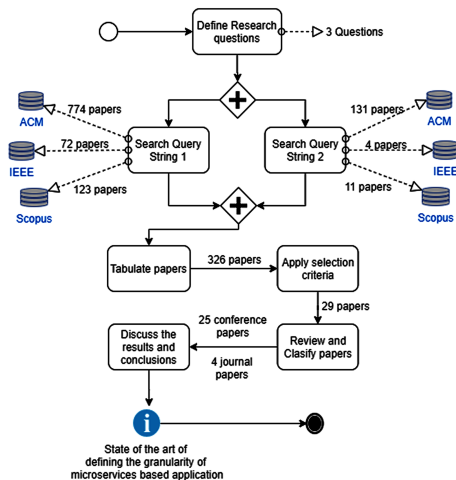 Define Research
questions
3 Questions
774 papers
ACM
72 papers
IEEE
123 papers
Scopus
Search Query
String 1
Search Query
String 2
131 papers
ACM
4 papers
IEEE
11 papers
Scopus
Tabulate papers
326 papers
Apply selection
criteria
29 papers
Review and
Clasify papers
25 conference
papers
4 journal
papers
Discuss the
results and
conclusions
i
State of the art of
defining the granularity of
microservices based application